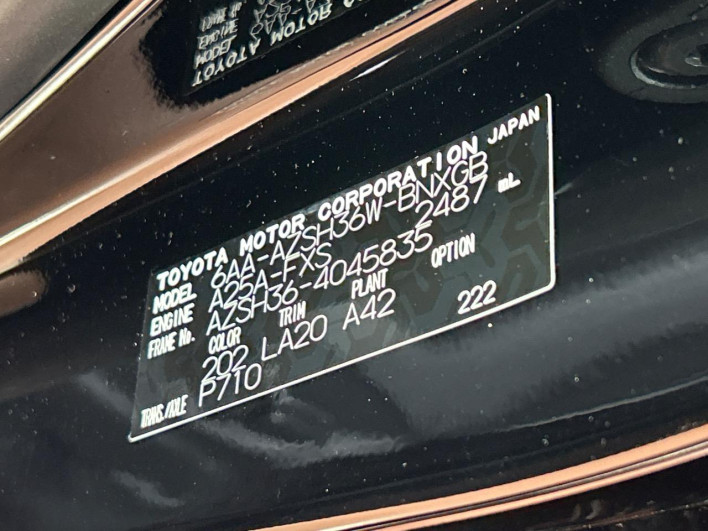 TOYOTA MOTOR CORPORATION JAPAN
MODEL 6AA-AZSH36W-BNXGB
ENGINE A25A-FXS 2487 mL
FRAME No. AZSH36-4045835
COLOR TRIM PLANT OPTION
202 LA20 A42 222
TRANS./AXLE P710